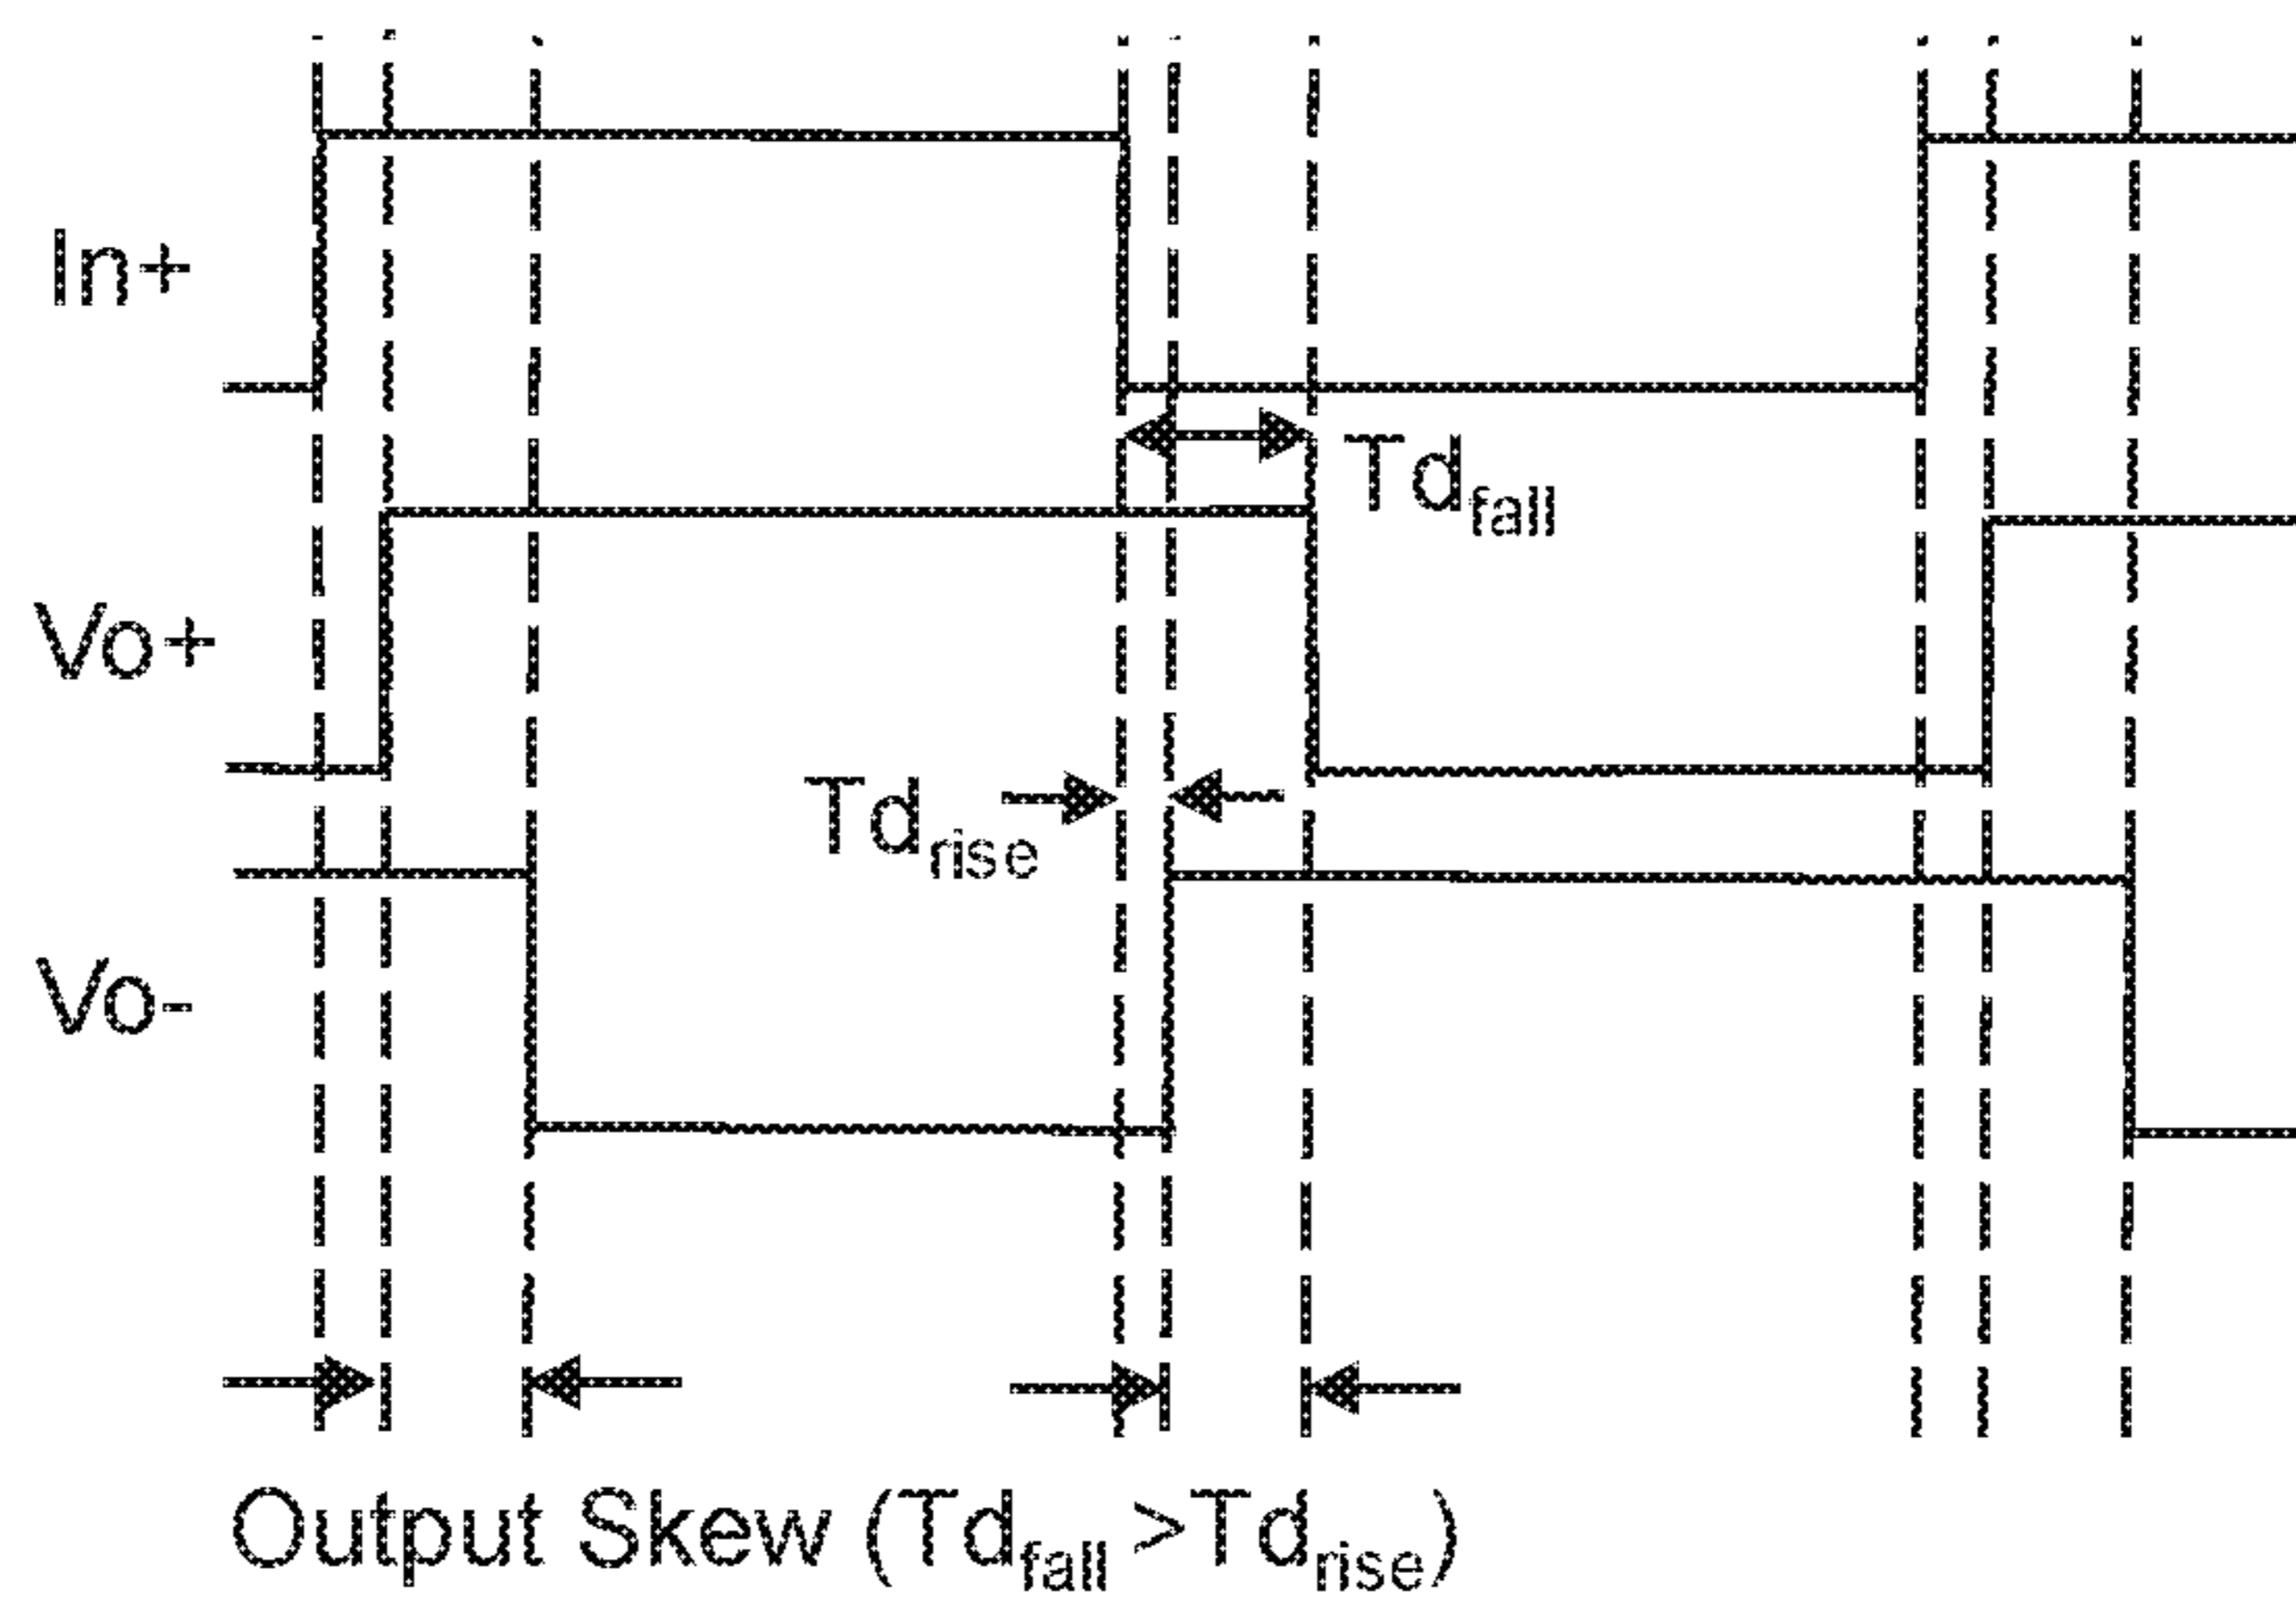 In+
Td_fall
Vo+
Td_rise
Vo-
Output Skew (Td_fall >Td_rise)